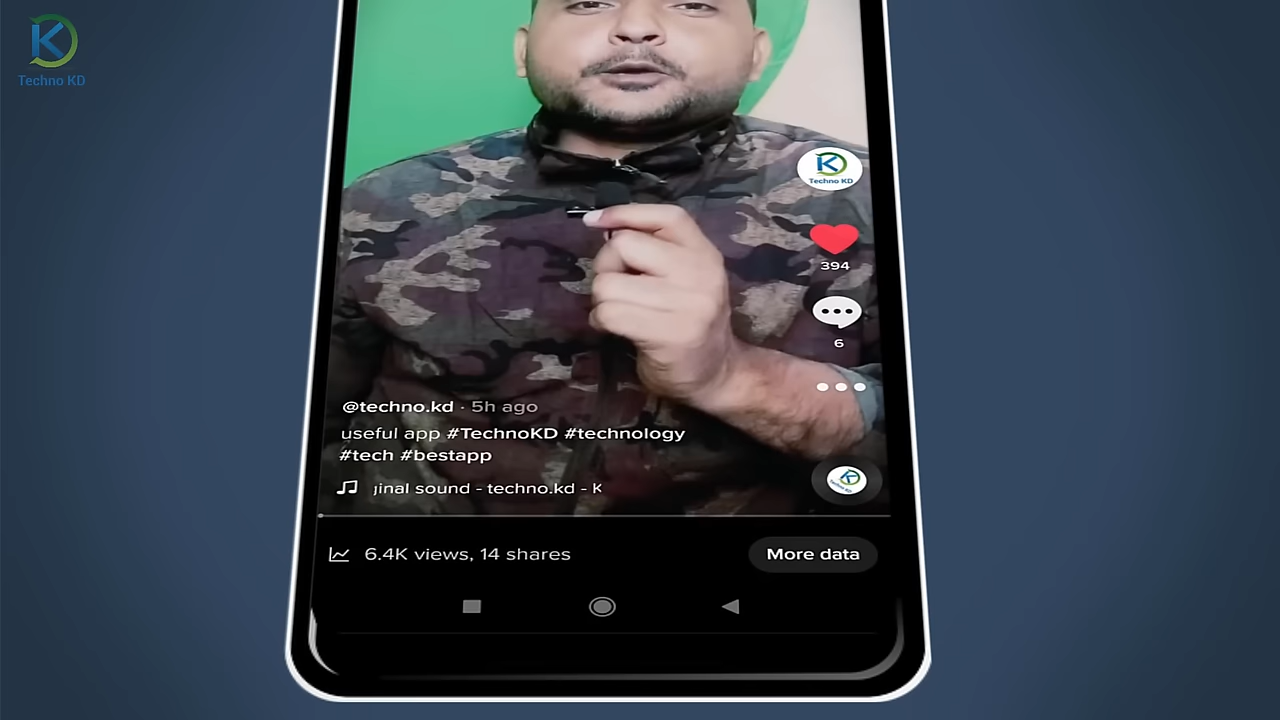 Techno KD
Techno KD
394
6
@techno.kd · 5h ago
useful app #TechnoKD #technology
#tech #bestapp
ginal sound - techno.kd - K
6.4K views, 14 shares
More data